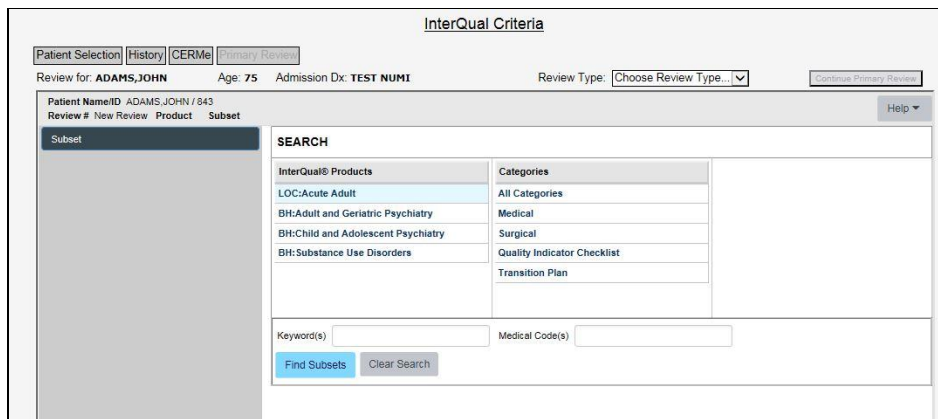 InterQual Criteria
Patient Selection History CERMe Primary Review
Review for: ADAMS,JOHN Age: 75 Admission Dx: TEST NUMI Review Type: Choose Review Type... Continue Primary Review
Patient Name/ID ADAMS,JOHN / 843
Review # New Review Product Subset
Help
Subset
SEARCH
InterQual® Products Categories
LOC:Acute Adult All Categories
BH:Adult and Geriatric Psychiatry Medical
BH:Child and Adolescent Psychiatry Surgical
BH:Substance Use Disorders Quality Indicator Checklist
Transition Plan
Keyword(s) Medical Code(s)
Find Subsets Clear Search